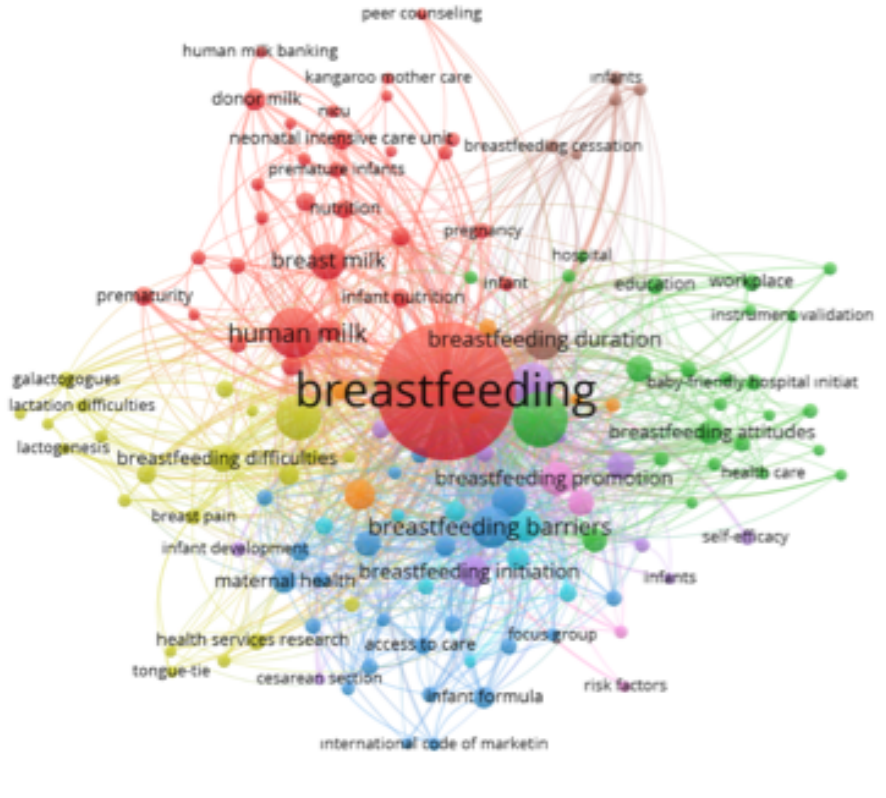 peer counseling
human milk banking
kangaroo mother care
infants
donor milk
nicu
neonatal intensive care unit
breastfeeding cessation
premature infants
nutrition
pregnancy
breast milk
hospital
education
workplace
infant
prematurity
infant nutrition
instrument validation
human milk
breastfeeding duration
galactogogues
breastfeeding
baby-friendly hospital initiat
lactation difficulties
breastfeeding attitudes
lactogenesis
breastfeeding difficulties
breastfeeding promotion
health care
breast pain
breastfeeding barriers
self-efficacy
infant development
maternal health
breastfeeding initiation
infants
health services research
access to care
focus group
tongue-tie
cesarean section
risk factors
infant formula
international code of marketin